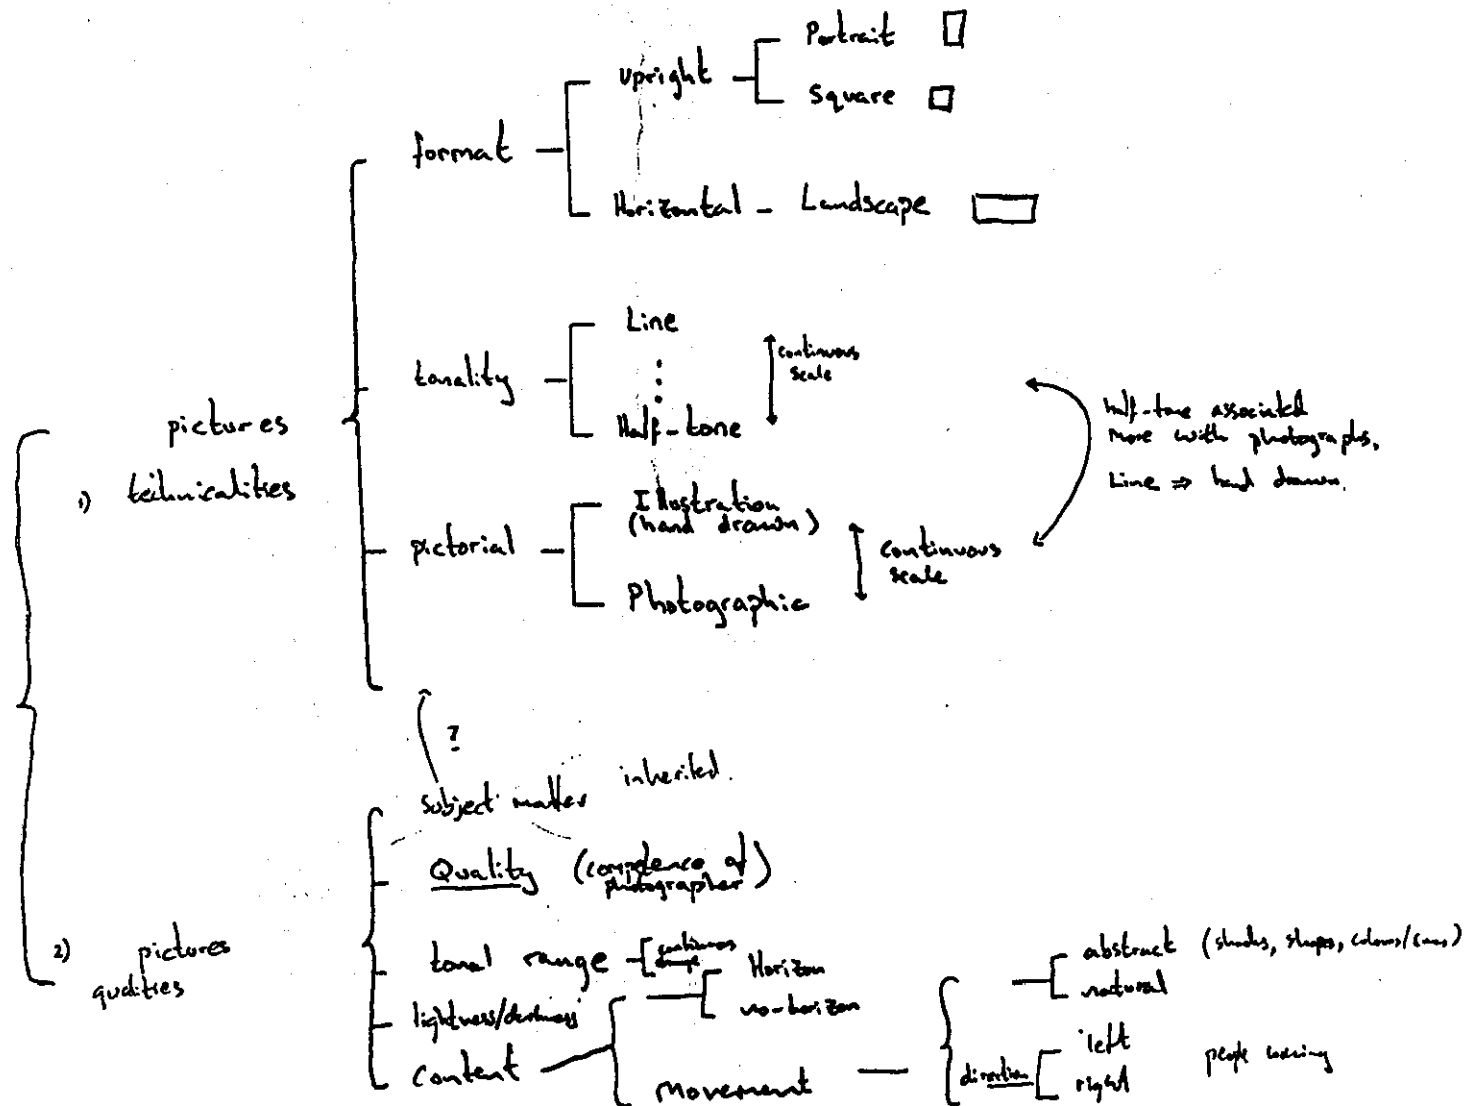 Portrait
upright
Square
format
Horizontal - Landscape
Line
tonality
continuous
scale
Half-tone
half-tone associated
more with photographs,
Line ⇒ hand drawn.
pictures
1) technicalities
Illustration
(hand drawn)
pictorial
continuous
scale
Photographic
?
subject matter inherited.
Quality (competence of
photographer)
2) pictures
qualities
tonal range
continuous
lightness/darkness
Horizon
no-horizon
content
movement
abstract (shades, shapes, colours/
natural
direction
left
right
people